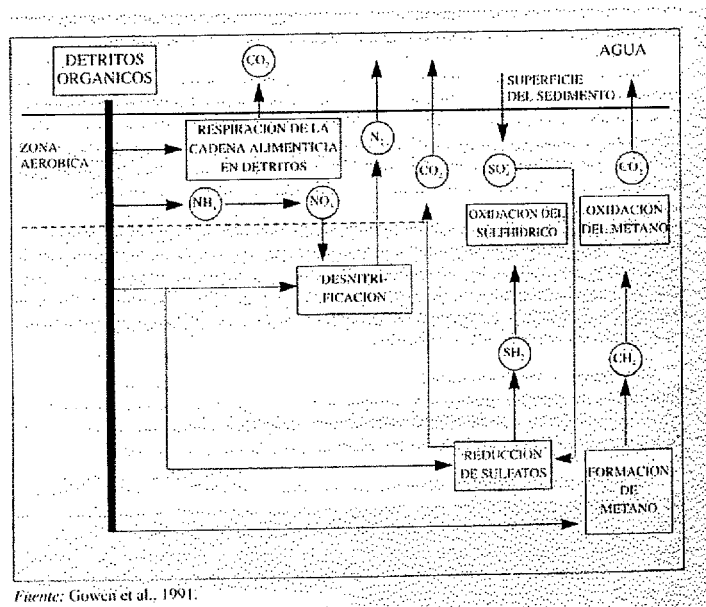 DETRITOS
ORGANICOS
CO₂
AGUA
SUPERFICIE
DEL SEDIMENTO
ZONA
AEROBICA
RESPIRACIÓN DE LA
CADENA ALIMENTICIA
EN DETRITOS
N₂
CO₂
SO₄⁼
CO₂
NH₃
NO₃
OXIDACION DEL
SULFHIDRICO
OXIDACION
DEL METANO
DESNITRI-
FICACION
SH₂
CH₂
REDUCCION
DE SULFATOS
FORMACION
DE
METANO
Fuente: Gowen et al., 1991.